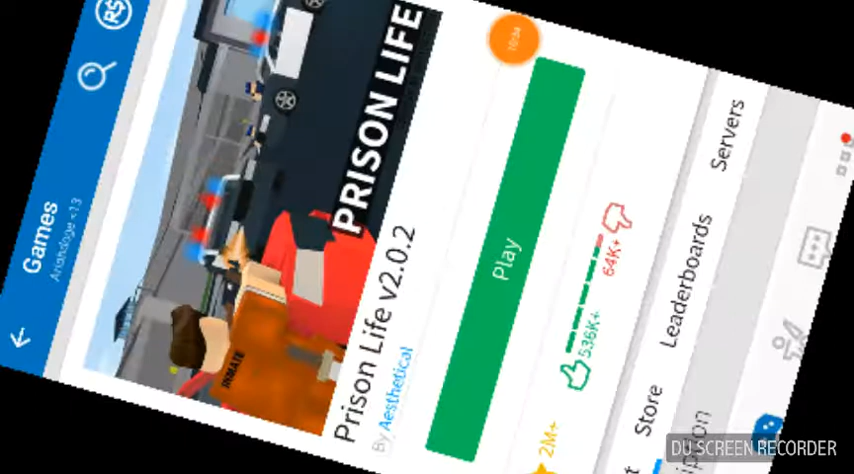 Games
Ariahdoge <13
PRISON LIFE
INMATE
Prison Life v2.0.2
By Aesthetical
Play
2M+
536K+
64K+
Store
Leaderboards
Servers
DU SCREEN RECORDER